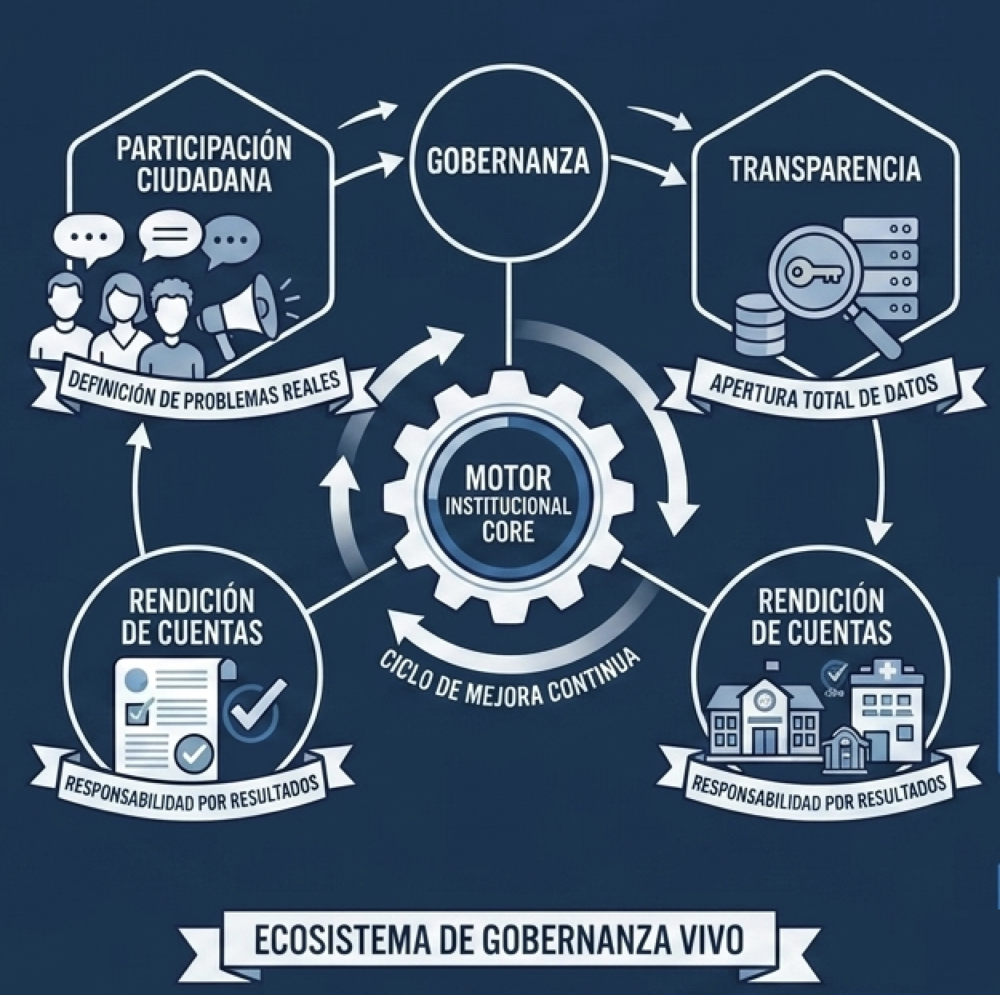 PARTICIPACIÓN
CIUDADANA
GOBERNANZA
TRANSPARENCIA
DEFINICIÓN DE PROBLEMAS REALES
APERTURA TOTAL DE DATOS
MOTOR
INSTITUCIONAL
CORE
RENDICIÓN
DE CUENTAS
RENDICIÓN
DE CUENTAS
CICLO DE MEJORA CONTINUA
RESPONSABILIDAD POR RESULTADOS
RESPONSABILIDAD PDR RESULTADOS
ECOSISTEMA DE GOBERNANZA VIVO